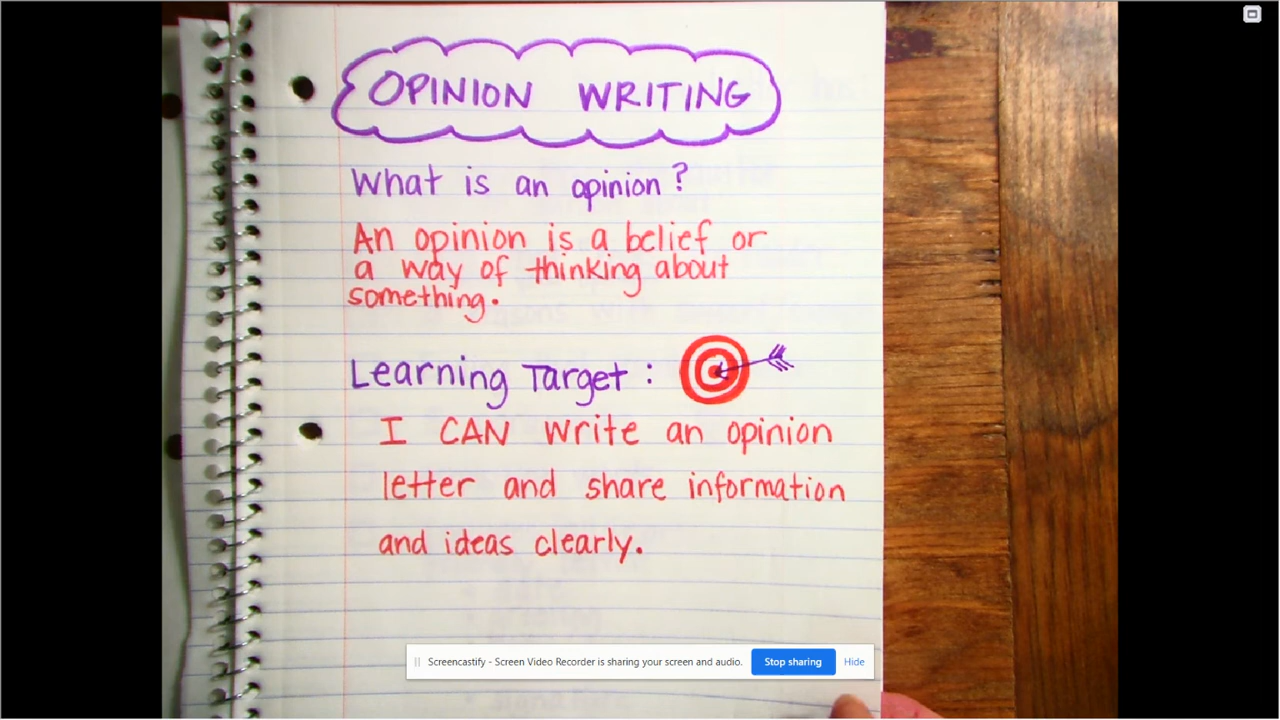 OPINION WRITING
What is an opinion?
An opinion is a belief or
a way of thinking about
something.
Learning Target:
I CAN write an opinion
letter and share information
and ideas clearly.
Screencastify - Screen Video Recorder is sharing your screen and audio. Stop sharing Hide